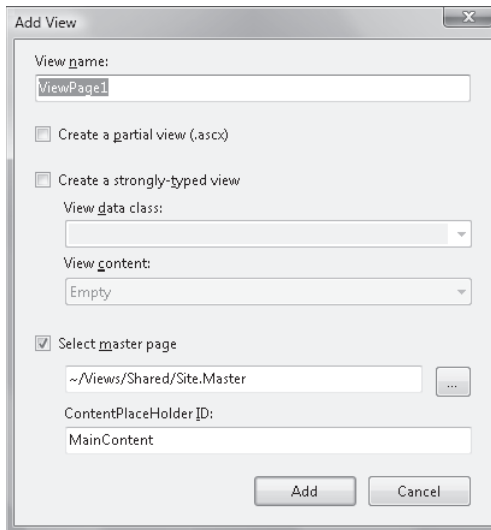 Add View
View name:
ViewPage1
Create a partial view (.ascx)
Create a strongly-typed view
View data class:
View content:
Empty
Select master page
~/Views/Shared/Site.Master
...
ContentPlaceHolder ID:
MainContent
Add Cancel